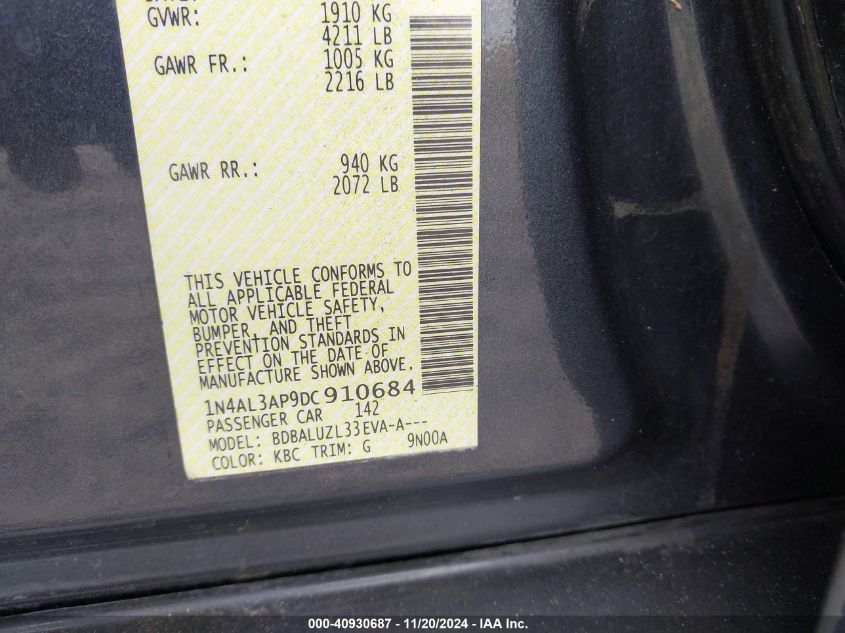 GVWR: 1910 KG
4211 LB
GAWR FR.: 1005 KG
2216 LB
GAWR RR.: 940 KG
2072 LB
THIS VEHICLE CONFORMS TO
ALL APPLICABLE FEDERAL
MOTOR VEHICLE SAFETY,
BUMPER, AND THEFT
PREVENTION STANDARDS IN
EFFECT ON THE DATE OF
MANUFACTURE SHOWN ABOVE.
1N4AL3AP9DC910684
PASSENGER CAR 142
MODEL: BDBALUZL33EVA-A---
COLOR: KBC TRIM: G 9N00A
000-40930687 - 11/20/2024 - IAA Inc.